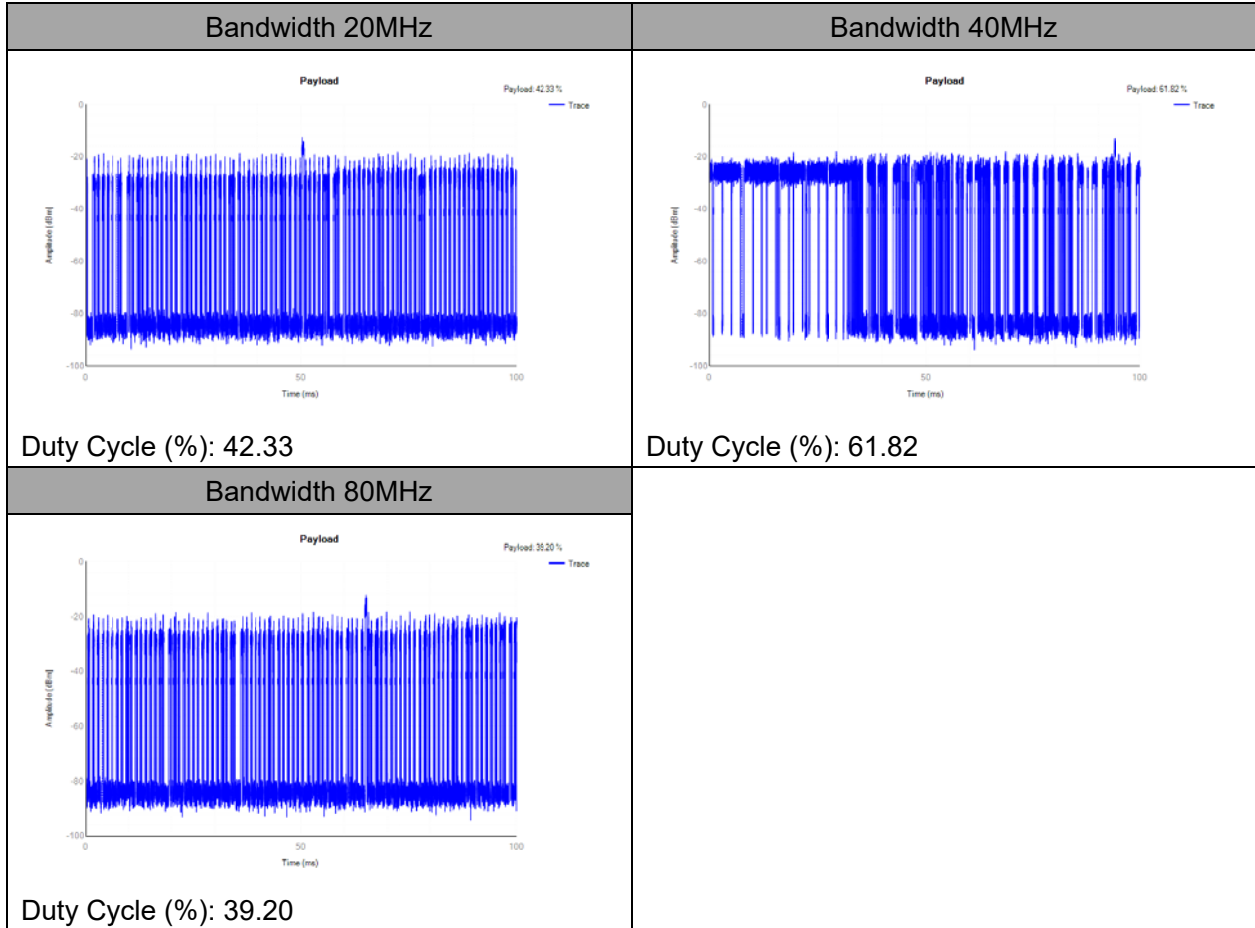 Bandwidth 20MHz
Bandwidth 40MHz
Payload
Payload: 42.33 %
Trace
0
-20
-40
-60
-80
-100
Amplitude [dBm]
0
50
100
Time (ms)
Duty Cycle (%): 42.33
Payload
Payload: 61.82 %
Trace
0
-20
-40
-60
-80
-100
Amplitude [dBm]
0
50
100
Time (ms)
Duty Cycle (%): 61.82
Bandwidth 80MHz
Payload
Payload: 39.20 %
Trace
0
-20
-40
-60
-80
-100
Amplitude [dBm]
0
50
100
Time (ms)
Duty Cycle (%): 39.20